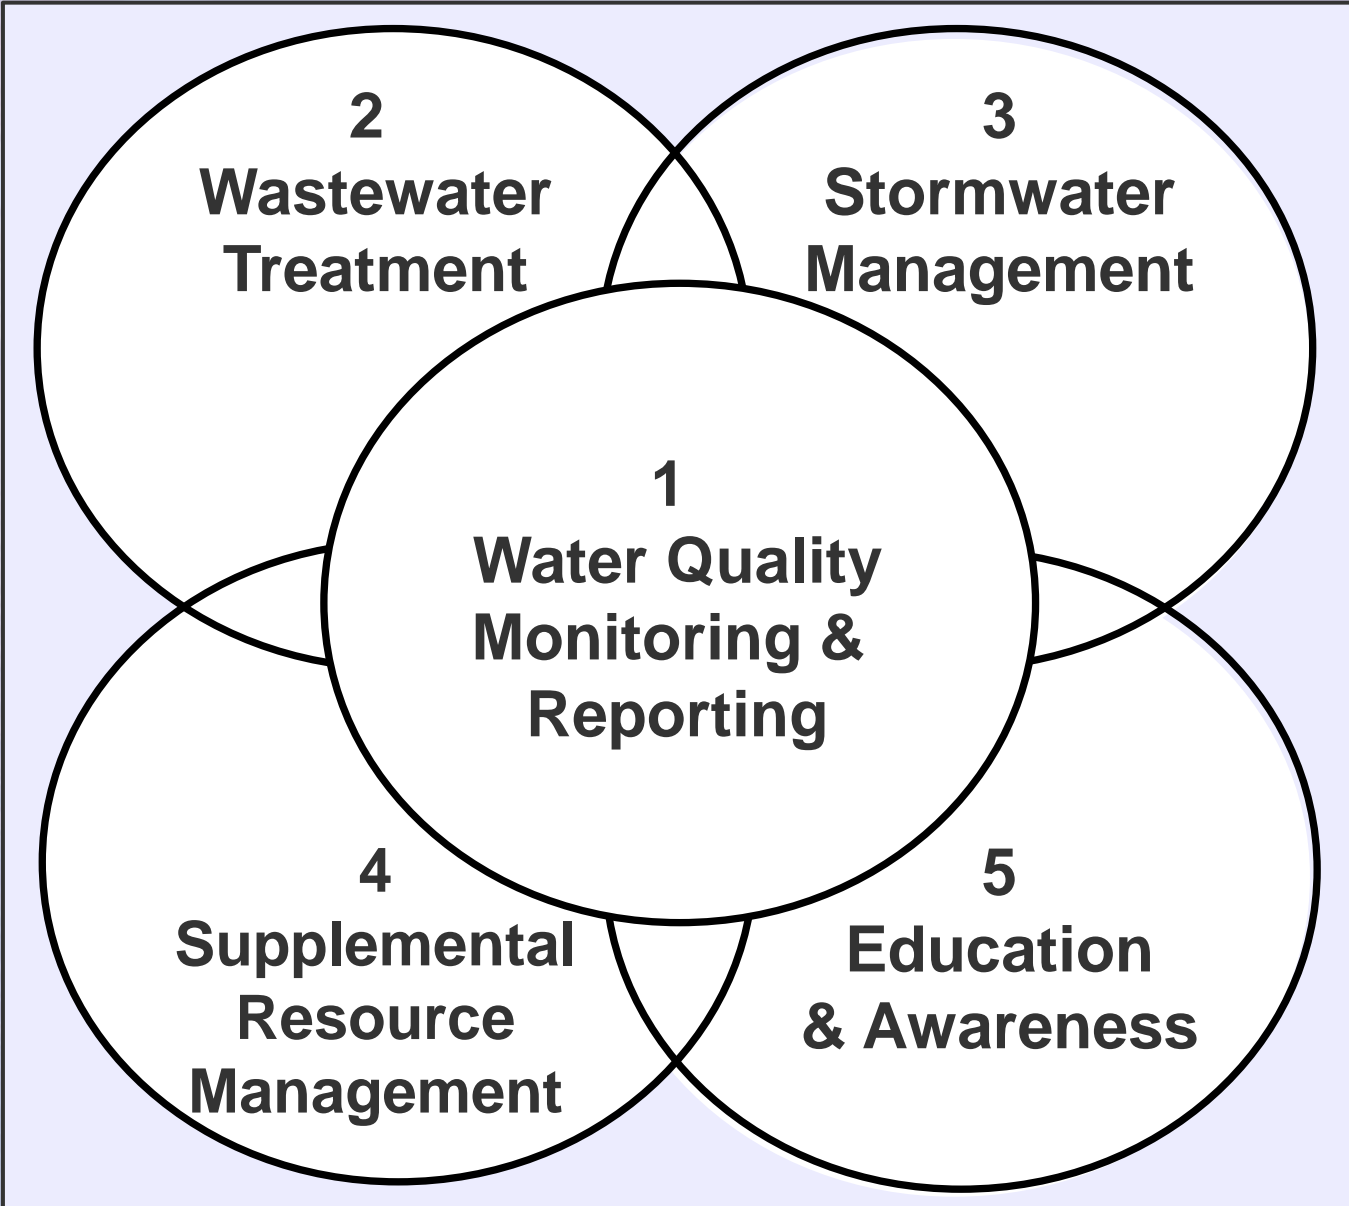 2
Wastewater
Treatment
3
Stormwater
Management
1
Water Quality
Monitoring &
Reporting
4
Supplemental
Resource
Management
5
Education
& Awareness